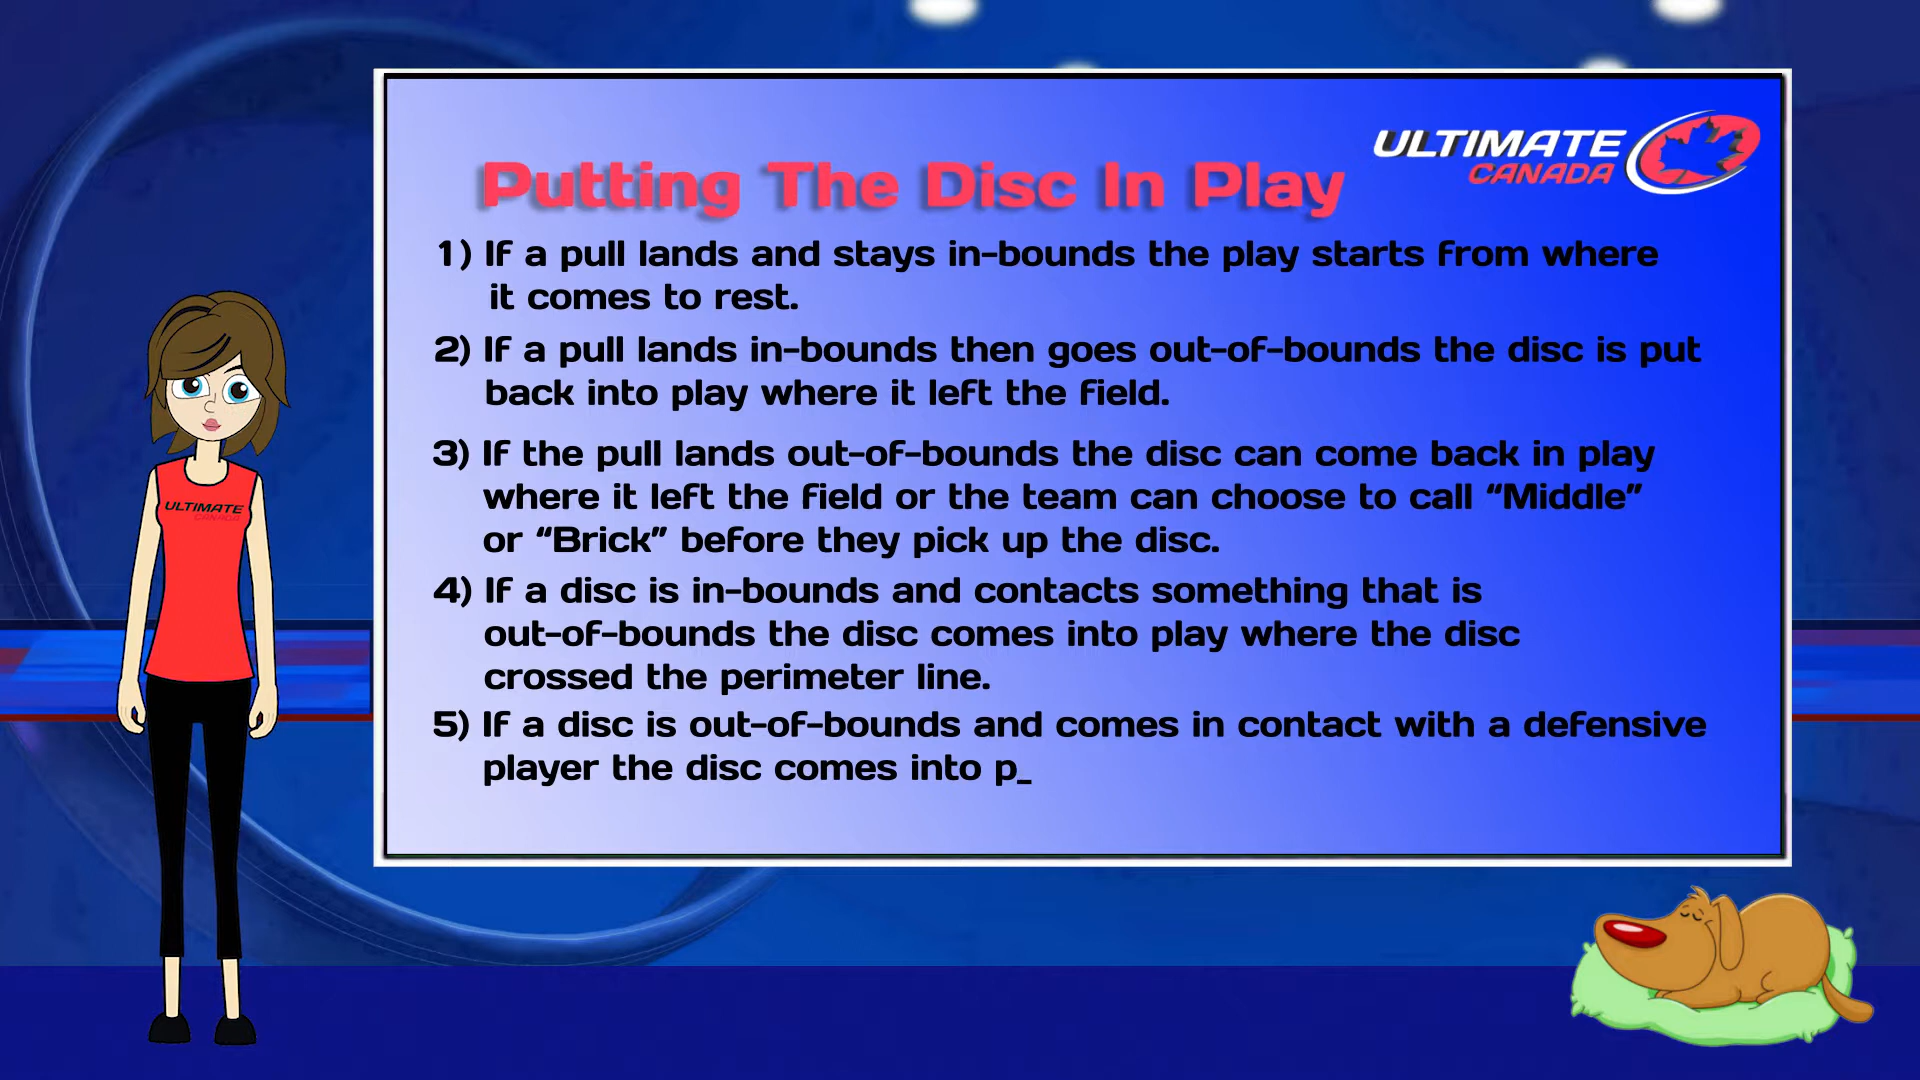 ULTIMATE
CANADA
Putting The Disc In Play
1) If a pull lands and stays in-bounds the play starts from where
it comes to rest.
2) If a pull lands in-bounds then goes out-of-bounds the disc is put
back into play where it left the field.
3) If the pull lands out-of-bounds the disc can come back in play
where it left the field or the team can choose to call “Middle”
or “Brick” before they pick up the disc.
4) If a disc is in-bounds and contacts something that is
out-of-bounds the disc comes into play where the disc
crossed the perimeter line.
5) If a disc is out-of-bounds and comes in contact with a defensive
player the disc comes into p_
ULTIMATE
CANADA